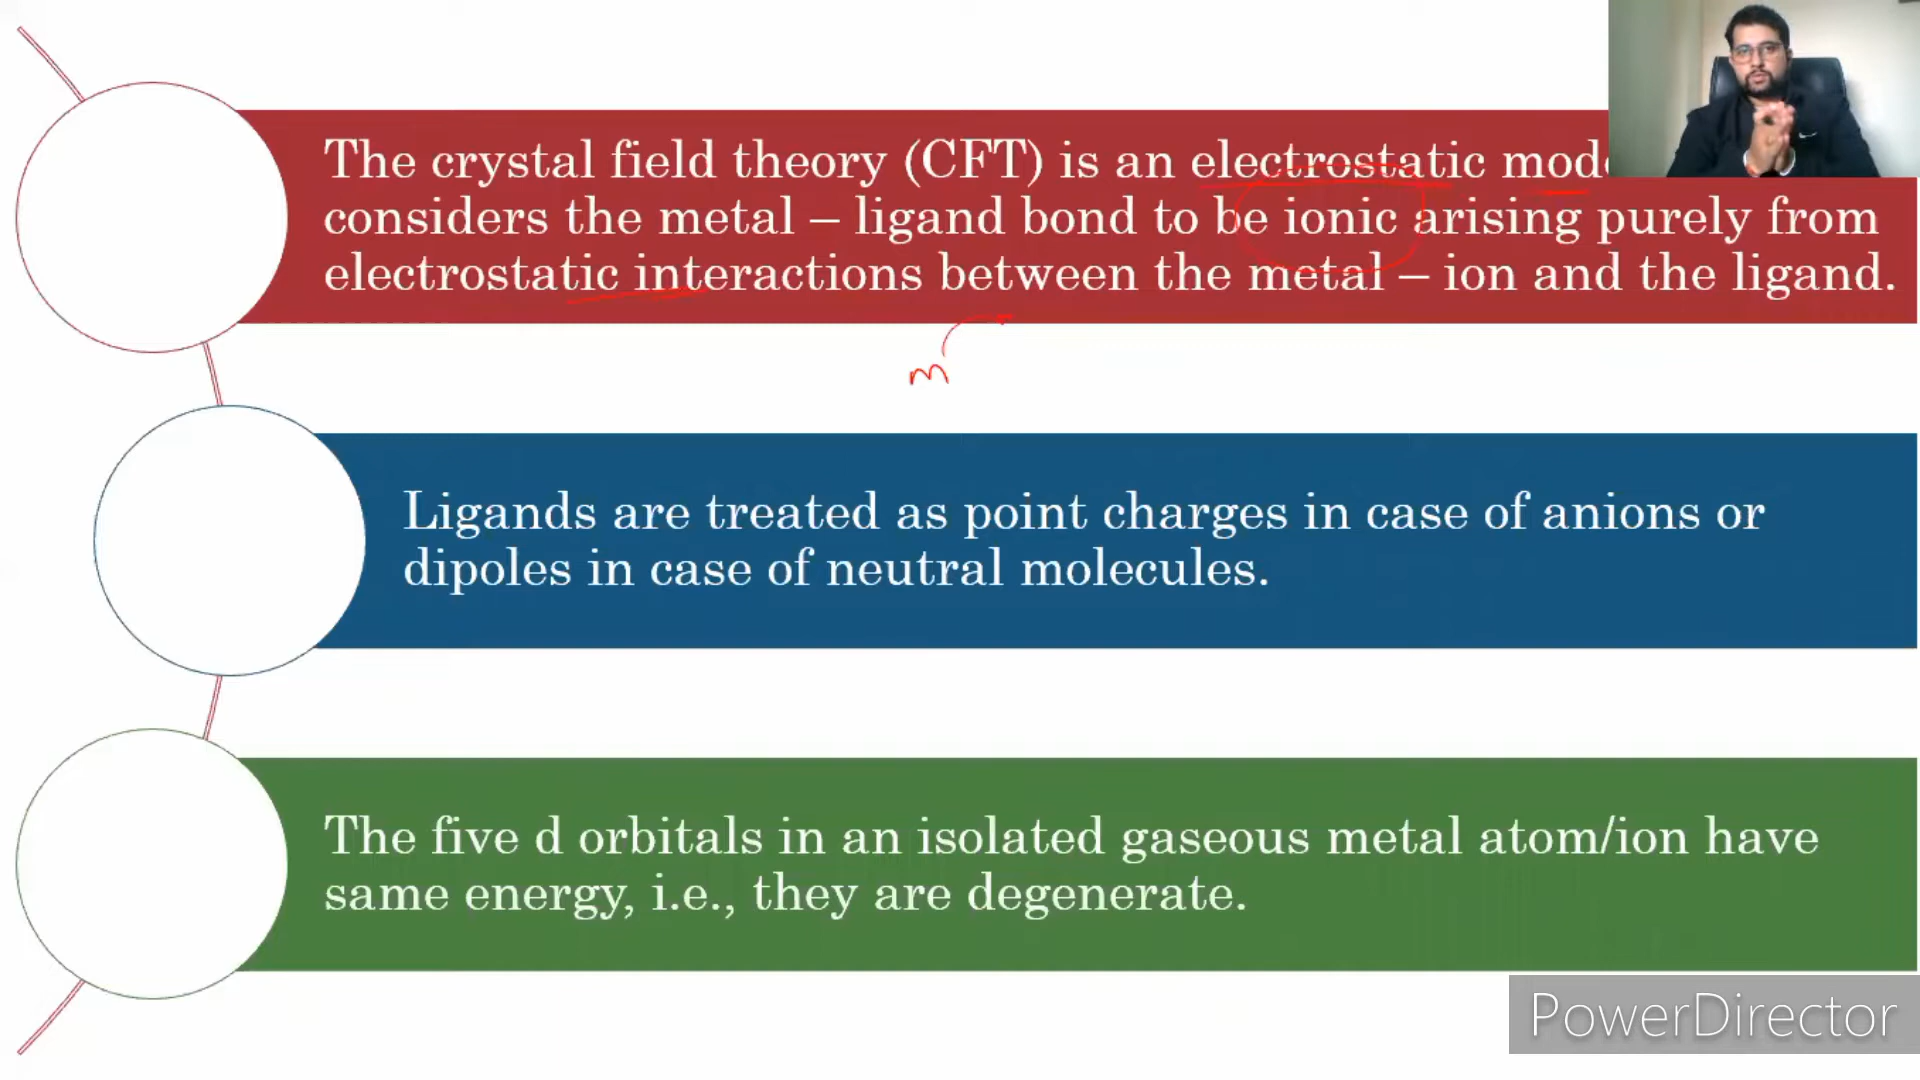 The crystal field theory (CFT) is an electrostatic
considers the metal – ligand bond to be ionic arising purely from
electrostatic interactions between the metal – ion and the ligand.
m
Ligands are treated as point charges in case of anions or
dipoles in case of neutral molecules.
The five d orbitals in an isolated gaseous metal atom/ion have
same energy, i.e., they are degenerate.
PowerDirector